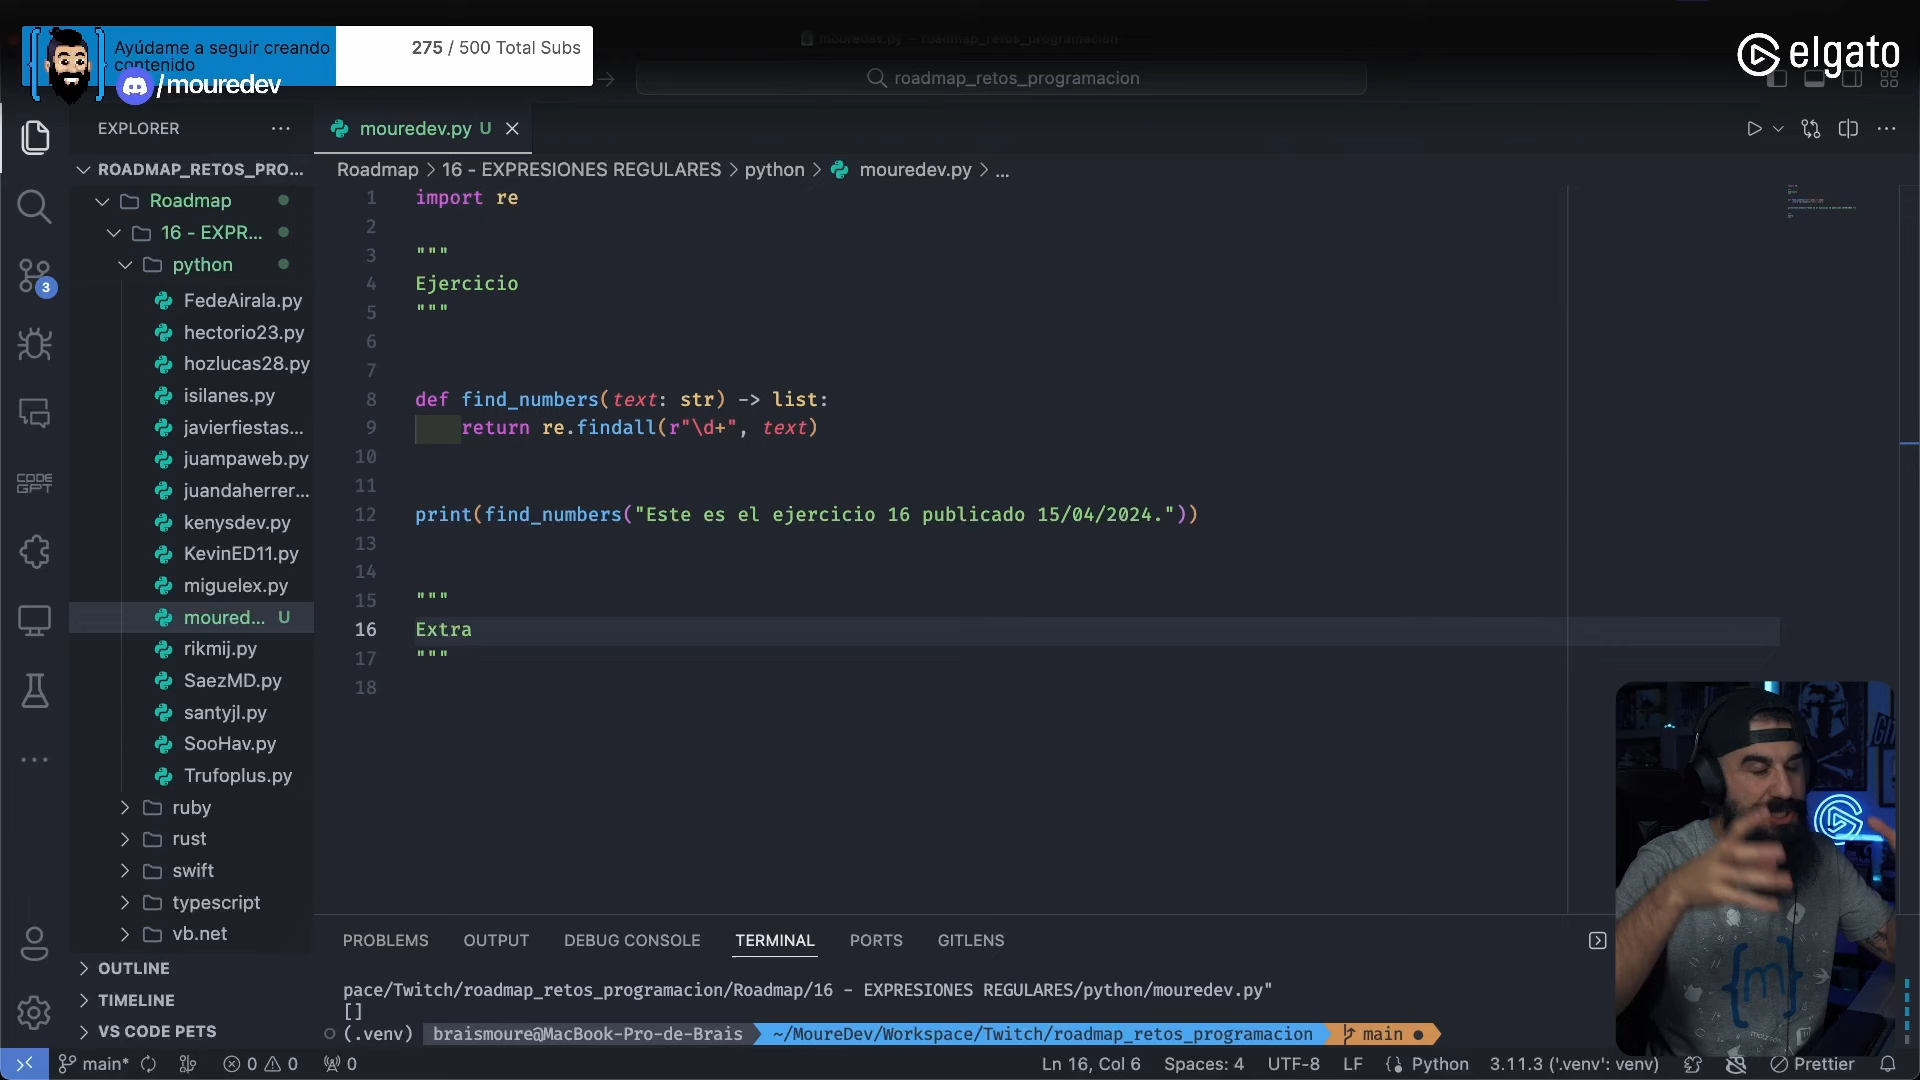 Ayúdame a seguir creando
contenido
/mouredev
275 / 500 Total Subs
mouredev.py — roadmap_retos_programacion
roadmap_retos_programacion
elgato
EXPLORER
mouredev.py U
ROADMAP_RETOS_PRO...
Roadmap > 16 - EXPRESIONES REGULARES > python > mouredev.py > ...
Roadmap
16 - EXPR...
python
FedeAirala.py
hectorio23.py
hozlucas28.py
isilanes.py
javierfiestas...
juampaweb.py
juandaherrer...
kenysdev.py
KevinED11.py
miguelex.py
moured... U
rikmij.py
SaezMD.py
santyjl.py
SooHav.py
Trufoplus.py
ruby
rust
swift
typescript
vb.net
OUTLINE
TIMELINE
VS CODE PETS
3
CODE
GPT
1 import re
2
3 """
4 Ejercicio
5 """
6
7
8 def find_numbers(text: str) -> list:
9 return re.findall(r"\d+", text)
10
11
12 print(find_numbers("Este es el ejercicio 16 publicado 15/04/2024."))
13
14
15 """
16 Extra
17 """
18
PROBLEMS OUTPUT DEBUG CONSOLE TERMINAL PORTS GITLENS
pace/Twitch/roadmap_retos_programacion/Roadmap/16 - EXPRESIONES REGULARES/python/mouredev.py"
[]
(.venv) braismoure@MacBook-Pro-de-Brais ~/MoureDev/Workspace/Twitch/roadmap_retos_programacion main
main* 0 0 0 Ln 16, Col 6 Spaces: 4 UTF-8 LF Python 3.11.3 ('.venv': venv) Prettier